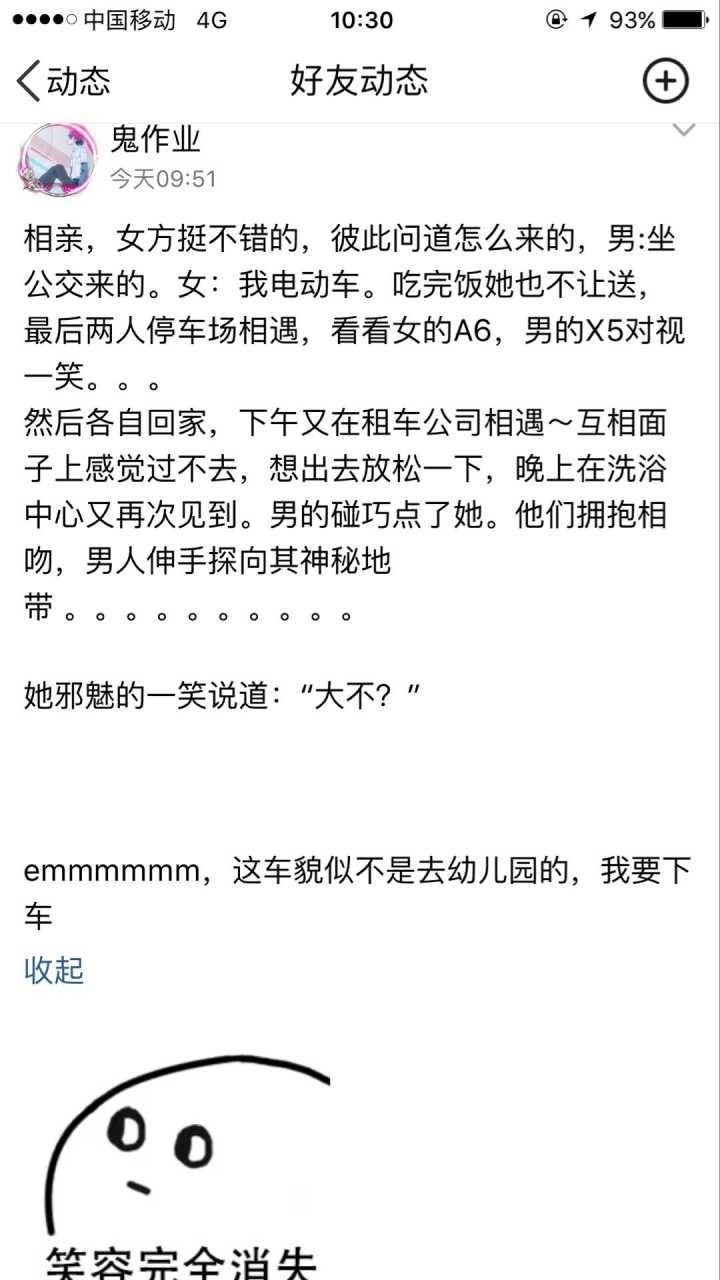 中国移动 4G 10:30 93%
动态 好友动态
鬼作业
今天09:51
相亲，女方挺不错的，彼此问道怎么来的，男:坐
公交来的。女：我电动车。吃完饭她也不让送，
最后两人停车场相遇，看看女的A6，男的X5对视
一笑。。。
然后各自回家，下午又在租车公司相遇～互相面
子上感觉过不去，想出去放松一下，晚上在洗浴
中心又再次见到。男的碰巧点了她。他们拥抱相
吻，男人伸手探向其神秘地
带 。。。。。。。。。。
她邪魅的一笑说道：“大不？”
emmmmmm，这车貌似不是去幼儿园的，我要下
车
收起
笑容完全消失